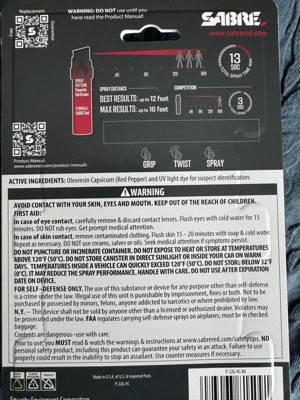 Replacement
WARNING: DO NOT use until you
have read the Product Manual!
SABRE
www.sabrered.com
Product Manual
sabrered.com/manuals
SPRAY DISTANCE
BEST RESULTS: up to 12 feet
MAX RESULTS: up to 16 feet
COMPETITION
13
SEC
TOTAL SPRAY TIME
3
GRIP TWIST SPRAY
ACTIVE INGREDIENTS: Oleoresin Capsicum (Red Pepper) and UV light dye for suspect identification.
WARNING
AVOID CONTACT WITH YOUR SKIN, EYES AND MOUTH. KEEP OUT OF THE REACH OF CHILDREN.
FIRST AID:
In case of eye contact, carefully remove & discard contact lenses. Flush eyes with cold water for 15
minutes. DO NOT rub eyes. Get prompt medical attention.
In case of skin contact, remove contaminated clothing. Flush skin 15 - 20 minutes with soap & cold water.
Repeat as necessary. DO NOT use creams, salves or oils. Seek medical attention if symptoms persist.
DO NOT PUNCTURE OR INCINERATE CONTAINER. DO NOT EXPOSE TO HEAT OR STORE AT TEMPERATURES
ABOVE 120°F (50°C). DO NOT STORE CANISTER IN DIRECT SUNLIGHT OR INSIDE YOUR CAR ON WARM
DAYS. TEMPERATURES INSIDE A VEHICLE CAN QUICKLY EXCEED 120°F (50°C). DO NOT STORE: BELOW 32°F
(0°C), IT MAY REDUCE THE SPRAY PERFORMANCE. HANDLE WITH CARE. DO NOT USE AFTER EXPIRATION
DATE ON DEVICE.
FOR SELF-DEFENSE ONLY. The use of this substance or device for any purpose other than self-defense
is a crime under the law. Illegal use of this unit is punishable by imprisonment, fines or both. Not to be
purchased or possessed by minors, felons, anyone addicted to narcotics or where prohibited by law.
N.Y. — This device shall not be sold by anyone other than a licensed or authorized dealer. Violators may
be prosecuted under the law. FAA regulates carrying self-defense sprays on airplanes; must be in checked
baggage.
Contents are dangerous–use with care.
Prior to use, you MUST read & watch the warnings & instructions at www.sabrered.com/safetytips. NO
personal safety product, including this product can guarantee your safety in an attack. Failure to use
product could result in the inability to stop an assailant. Use counter measures if necessary.
Made in U.S.A. of U.S. & Imported Parts
P-22G-VC
Security Equipment Corporation